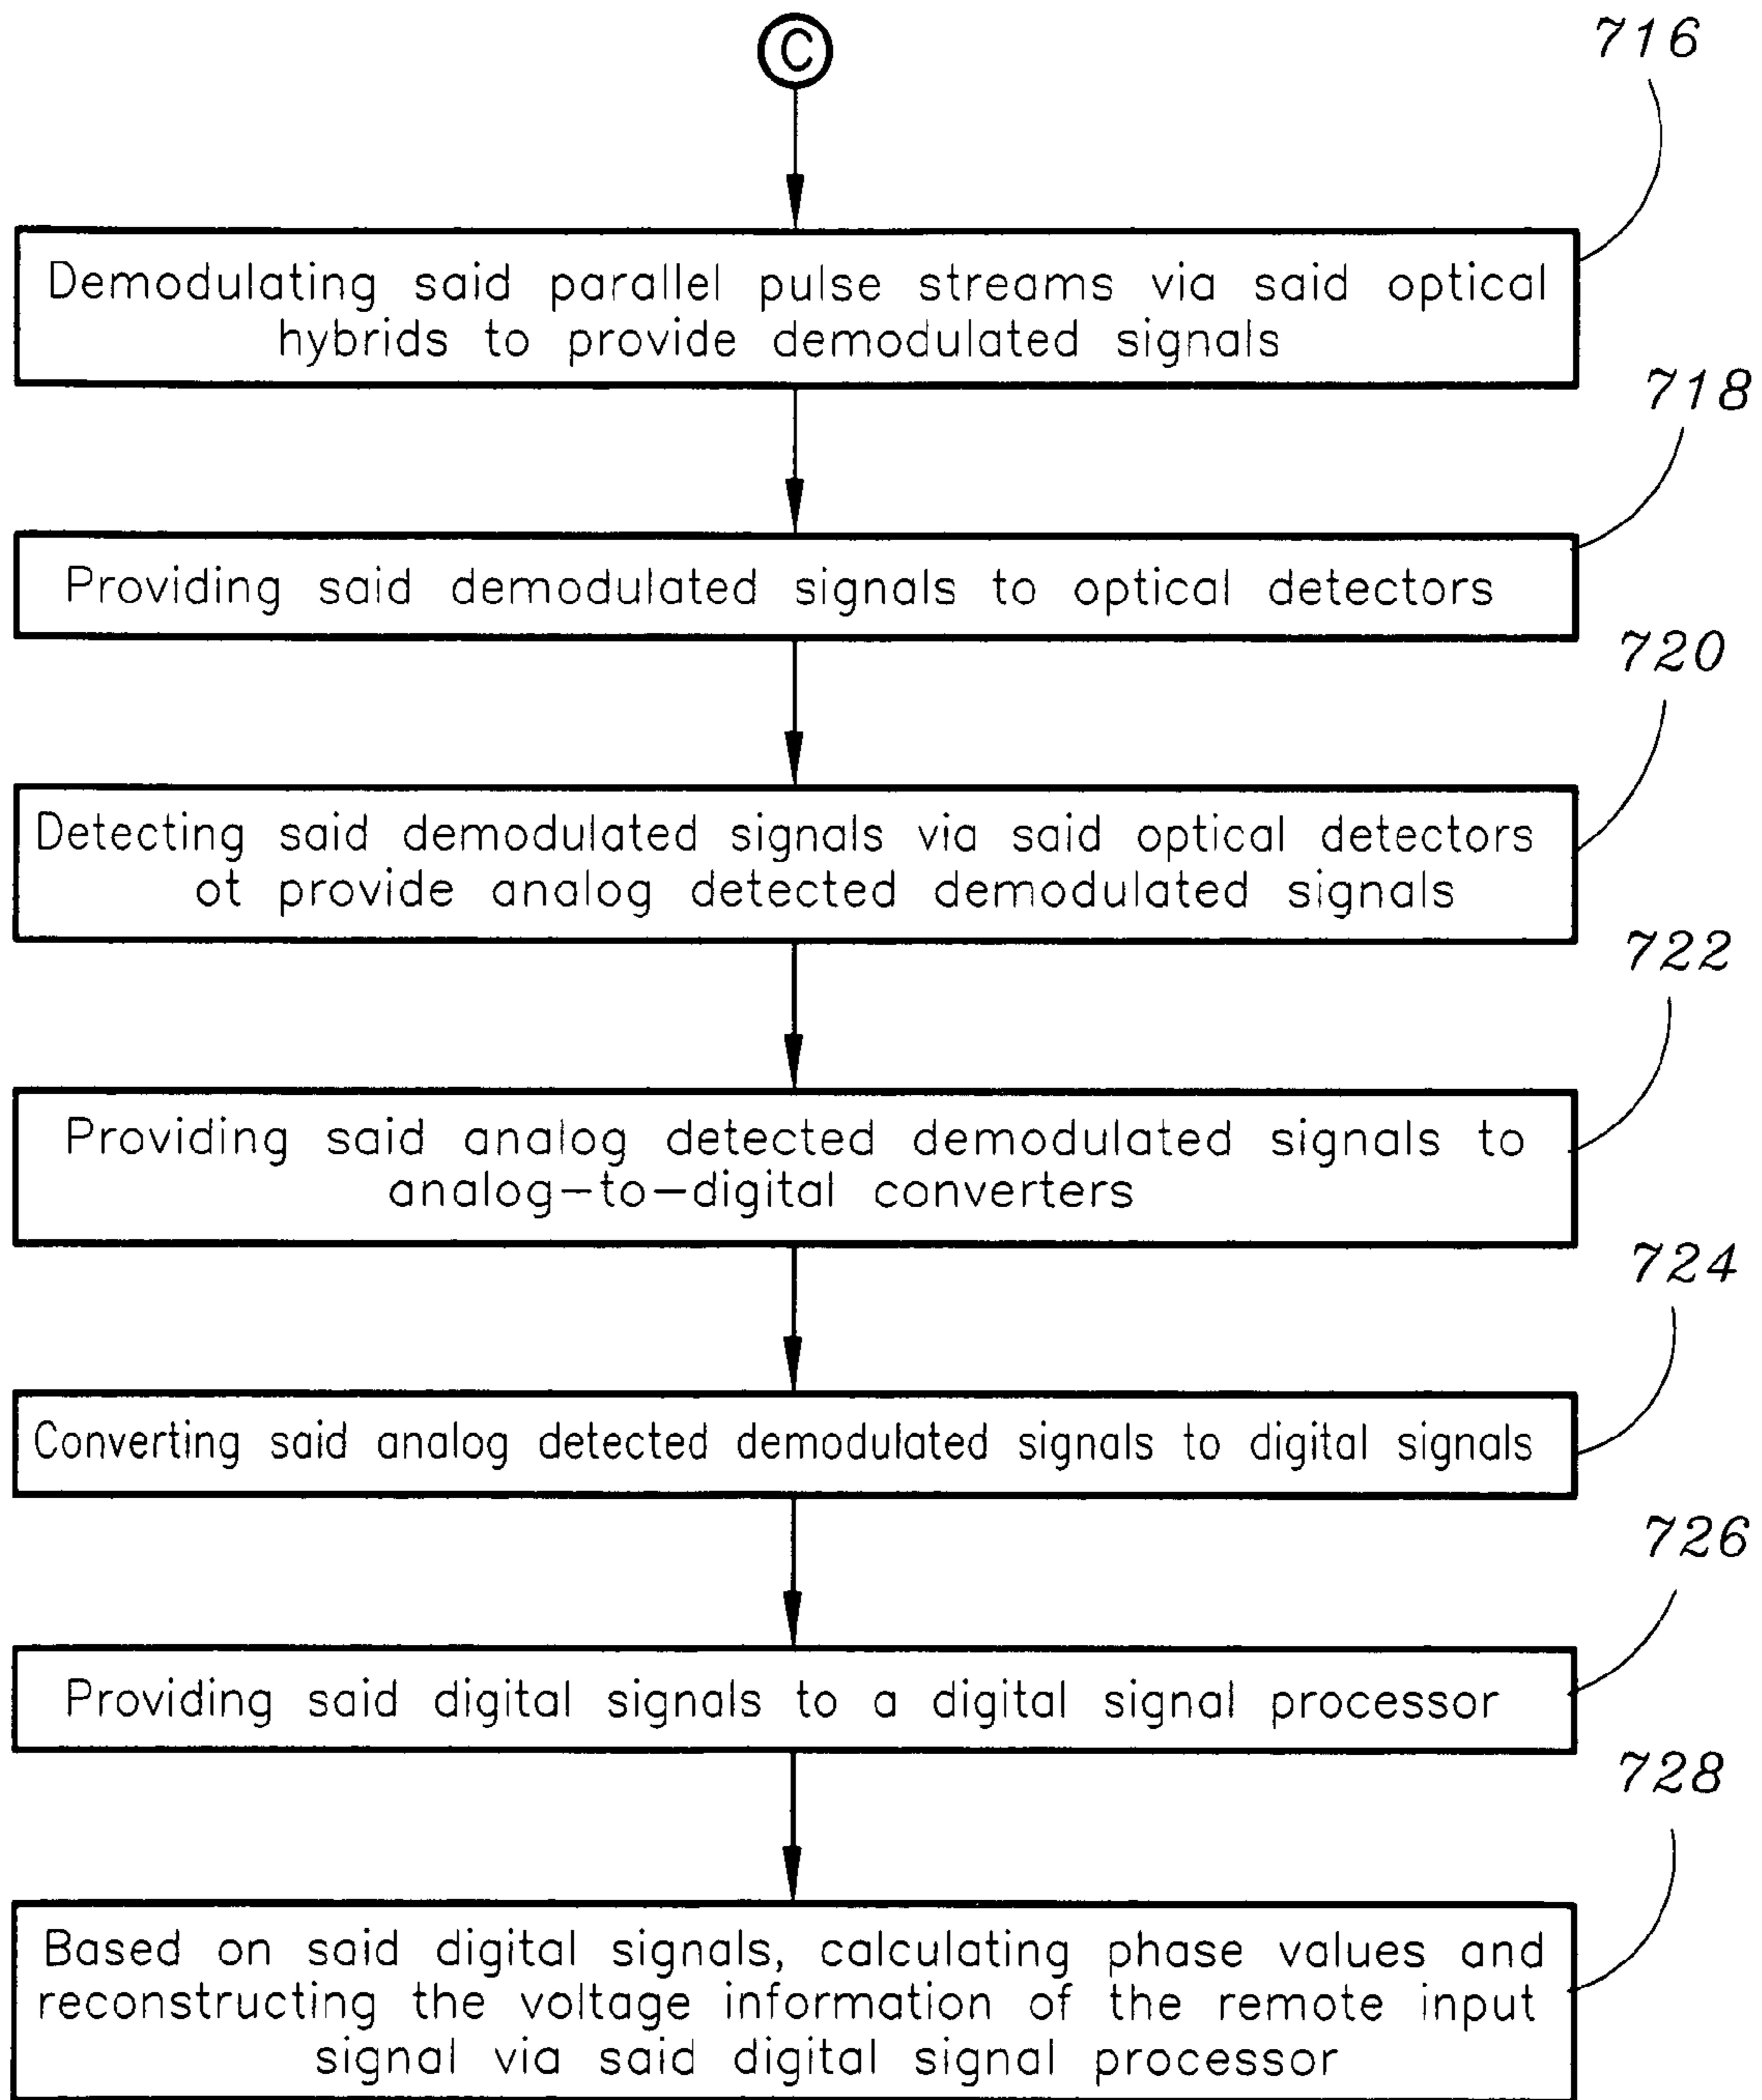 C
716
Demodulating said parallel pulse streams via said optical
hybrids to provide demodulated signals
718
Providing said demodulated signals to optical detectors
720
Detecting said demodulated signals via said optical detectors
ot provide analog detected demodulated signals
722
Providing said analog detected demodulated signals to
analog-to-digital converters
724
Converting said analog detected demodulated signals to digital signals
726
Providing said digital signals to a digital signal processor
728
Based on said digital signals, calculating phase values and
reconstructing the voltage information of the remote input
signal via said digital signal processor